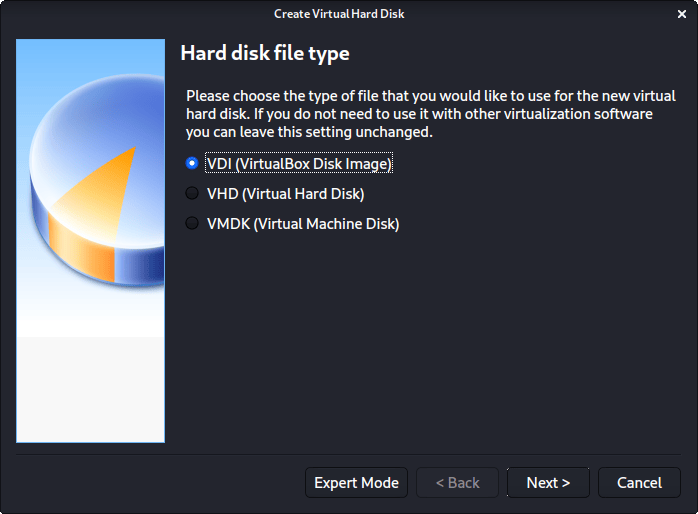 Create Virtual Hard Disk
Hard disk file type
Please choose the type of file that you would like to use for the new virtual
hard disk. If you do not need to use it with other virtualization software
you can leave this setting unchanged.
VDI (VirtualBox Disk Image)
VHD (Virtual Hard Disk)
VMDK (Virtual Machine Disk)
Expert Mode
< Back
Next >
Cancel